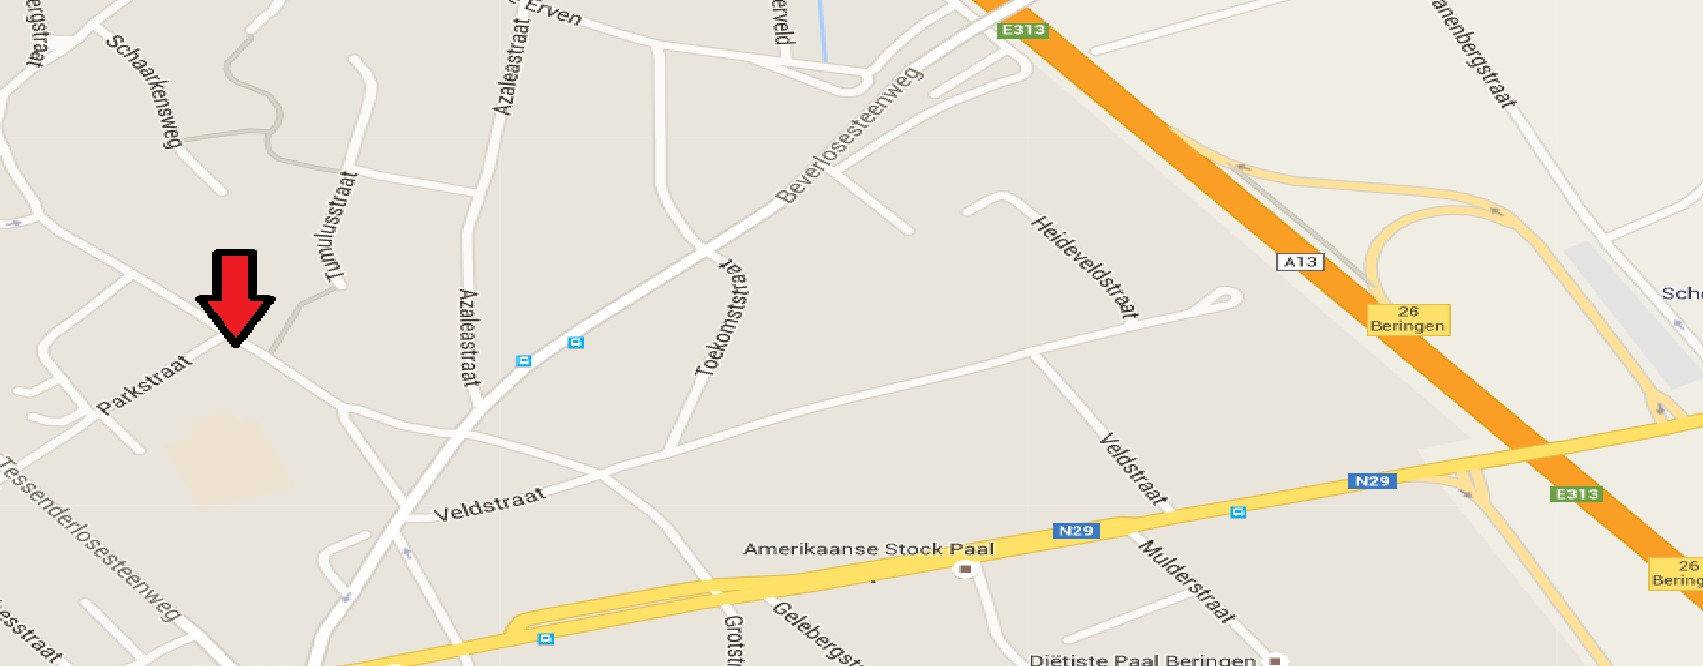 Erven
E313
Schaarkensweg
Azaleastraat
Beverlosesteenweg
Tumulusstraat
Heideveldstraat
A13
26
Beringen
Toekomststraat
Azaleastraat
Parkstraat
Veldstraat
N29
E313
Veldstraat
Tessenderlosesteenweg
N29
Amerikaanse Stock Paal
Mulderstraat
26
Diëtiste Paal Beringen